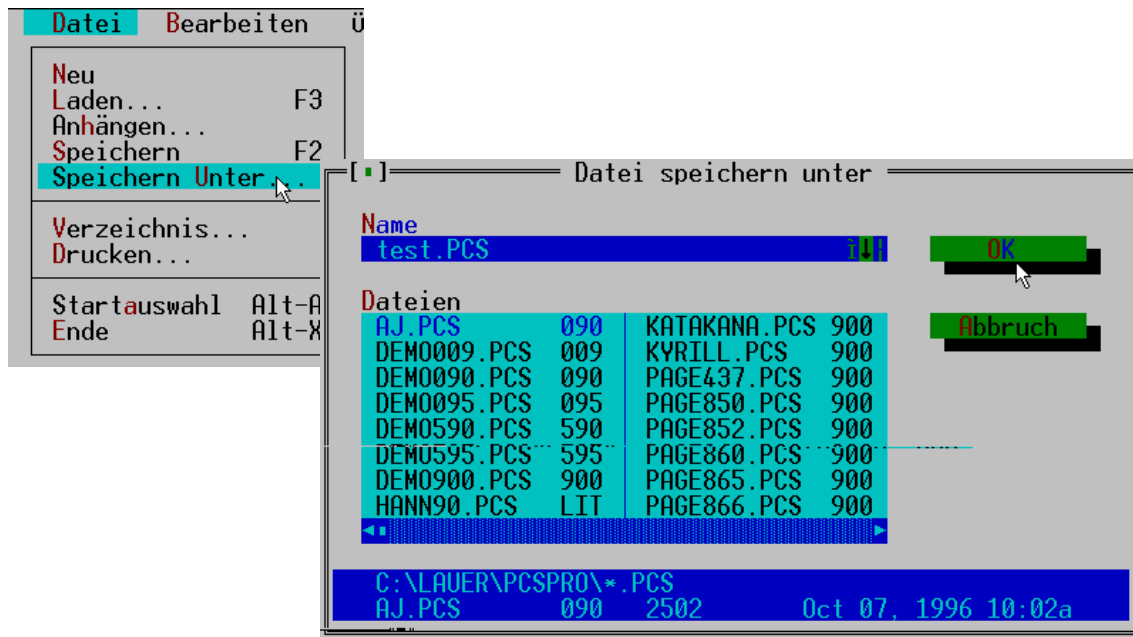 Datei Bearbeiten Ü
Neu
Laden... F3
Anhängen...
Speichern F2
Speichern Unter...
Verzeichnis...
Drucken...
Startauswahl Alt-A
Ende Alt-X
Datei speichern unter
Name
test.PCS
OK
Dateien
AJ.PCS 090 KATAKANA.PCS 900
DEMO009.PCS 009 KYRILL.PCS 900
DEMO090.PCS 090 PAGE437.PCS 900
DEMO095.PCS 095 PAGE850.PCS 900
DEMO590.PCS 590 PAGE852.PCS 900
DEMO595.PCS 595 PAGE860.PCS 900
DEMO900.PCS 900 PAGE865.PCS 900
HANN90.PCS LIT PAGE866.PCS 900
Abbruch
C:\LAUER\PCSPRO\*.PCS
AJ.PCS 090 2502 Oct 07, 1996 10:02a